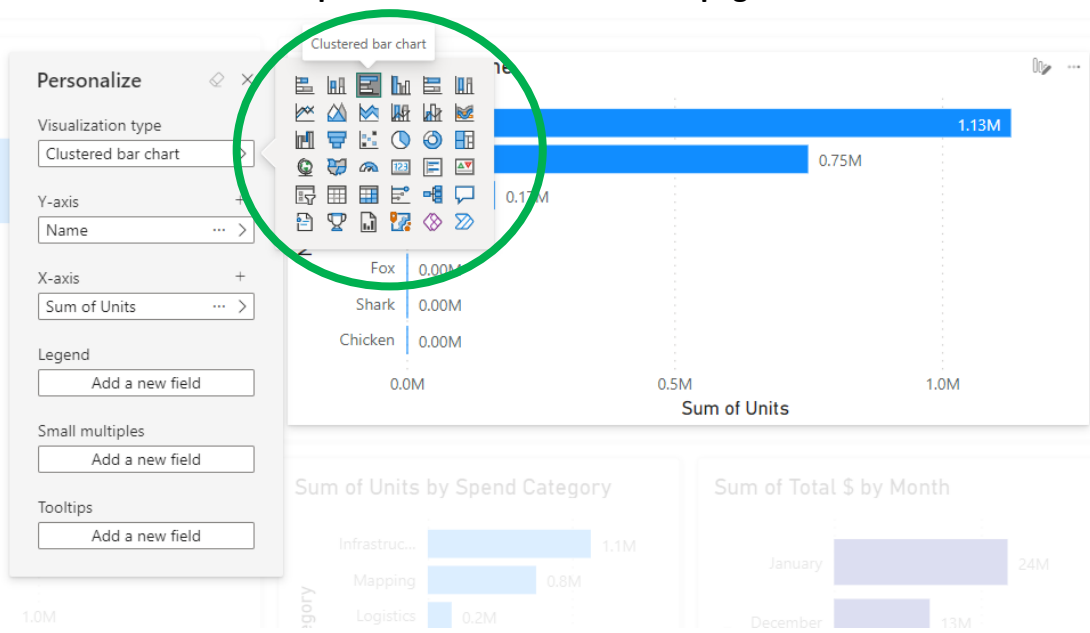 Clustered bar chart
Personalize
Visualization type
Clustered bar chart
Y-axis
Name
X-axis
Sum of Units
Legend
Add a new field
Small multiples
Add a new field
Tooltips
Add a new field
123
1.13M
0.75M
0.17M
Fox 0.00M
Shark 0.00M
Chicken 0.00M
0.0M 0.5M 1.0M
Sum of Units
Sum of Units by Spend Category
Infrastruc... 1.1M
Mapping 0.8M
Logistics 0.2M
Sum of Total $ by Month
January 24M
December 13M
1.0M